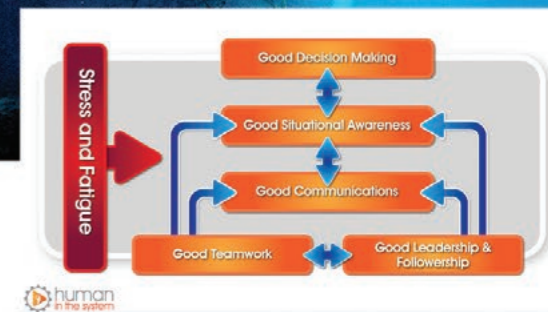 Stress and Fatigue
Good Decision Making
Good Situational Awareness
Good Communications
Good Teamwork
Good Leadership &
Followership
human
in the system